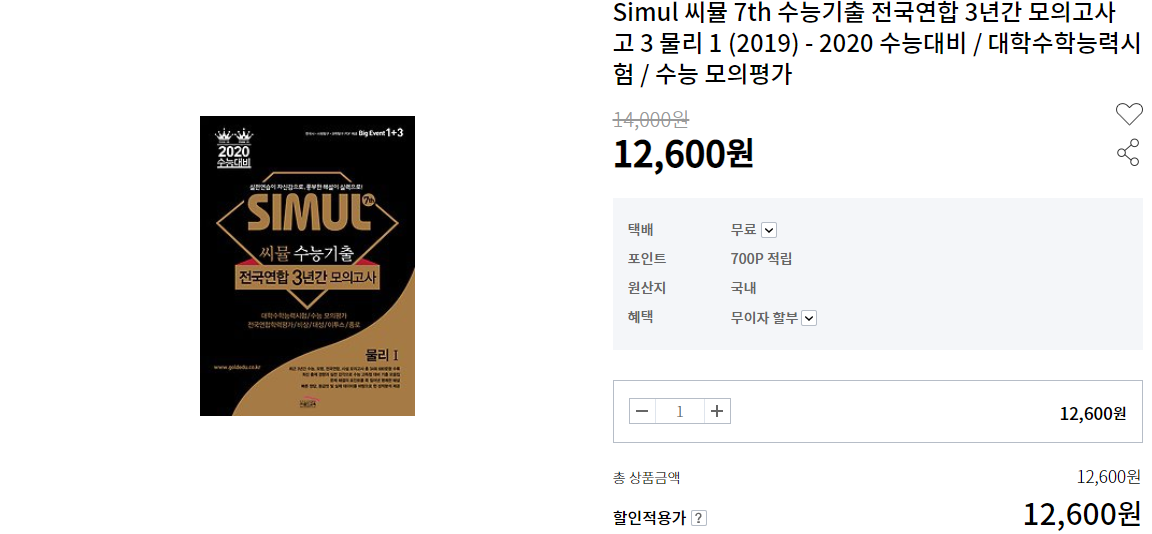 Simul 씨뮬 7th 수능기출 전국연합 3년간 모의고사
고 3 물리 1 (2019) - 2020 수능대비 / 대학수학능력시
험 / 수능 모의평가
14,000원
12,600원
택배 무료
포인트 700P 적립
원산지 국내
혜택 무이자 할부
1 12,600원
총 상품금액 12,600원
할인적용가 ? 12,600원
Big Event 1+3
2020
수능대비
실전연습이 자신감으로, 풍부한 해설이 실력으로!
SIMUL 7th
씨뮬 수능기출
전국연합 3년간 모의고사
대학수학능력시험/수능 모의평가
전국연합학력평가/비상/대성/이투스/종로
물리 I
www.goldedu.co.kr